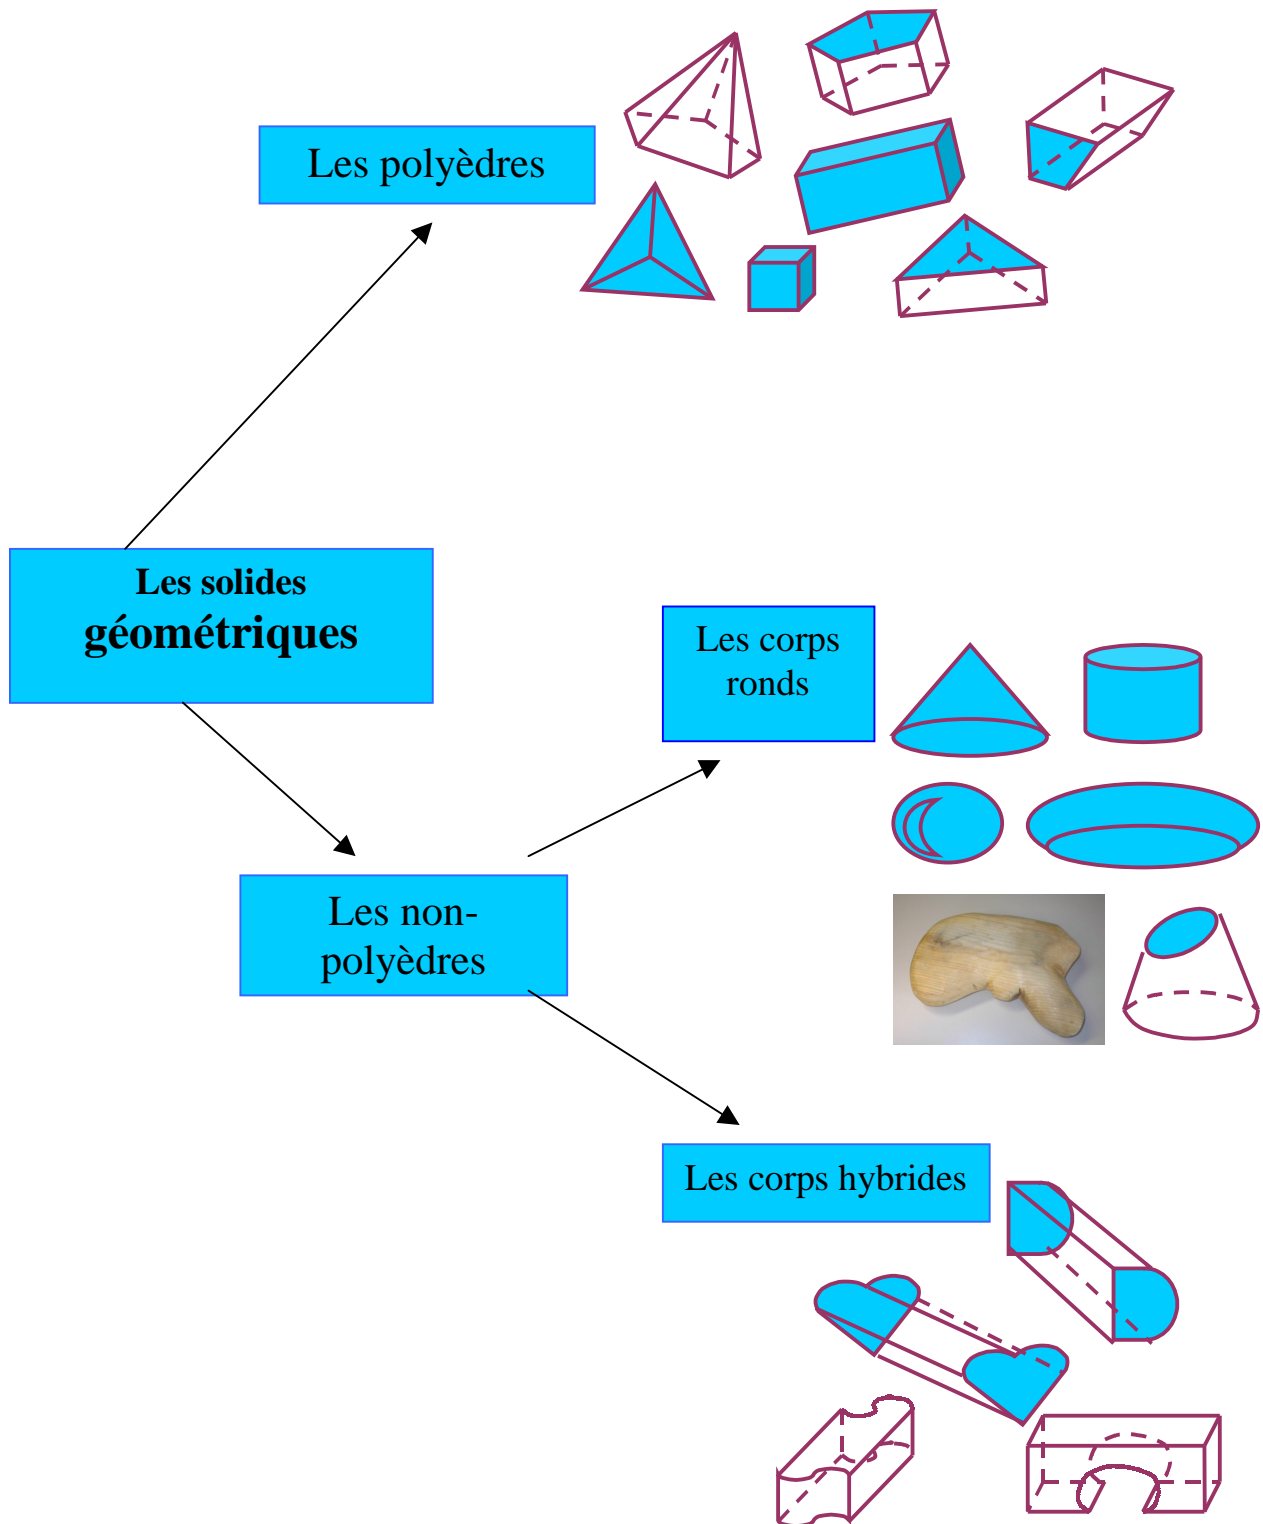 Les polyèdres
Les solides
géométriques
Les corps
ronds
Les non-
polyèdres
Les corps hybrides